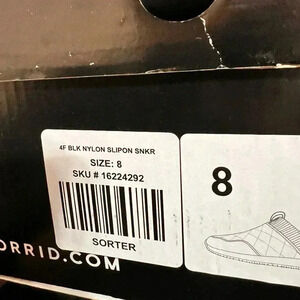 4F BLK NYLON SLIPON SNKR
SIZE: 8
SKU # 16224292
SORTER
8
ORRID.COM